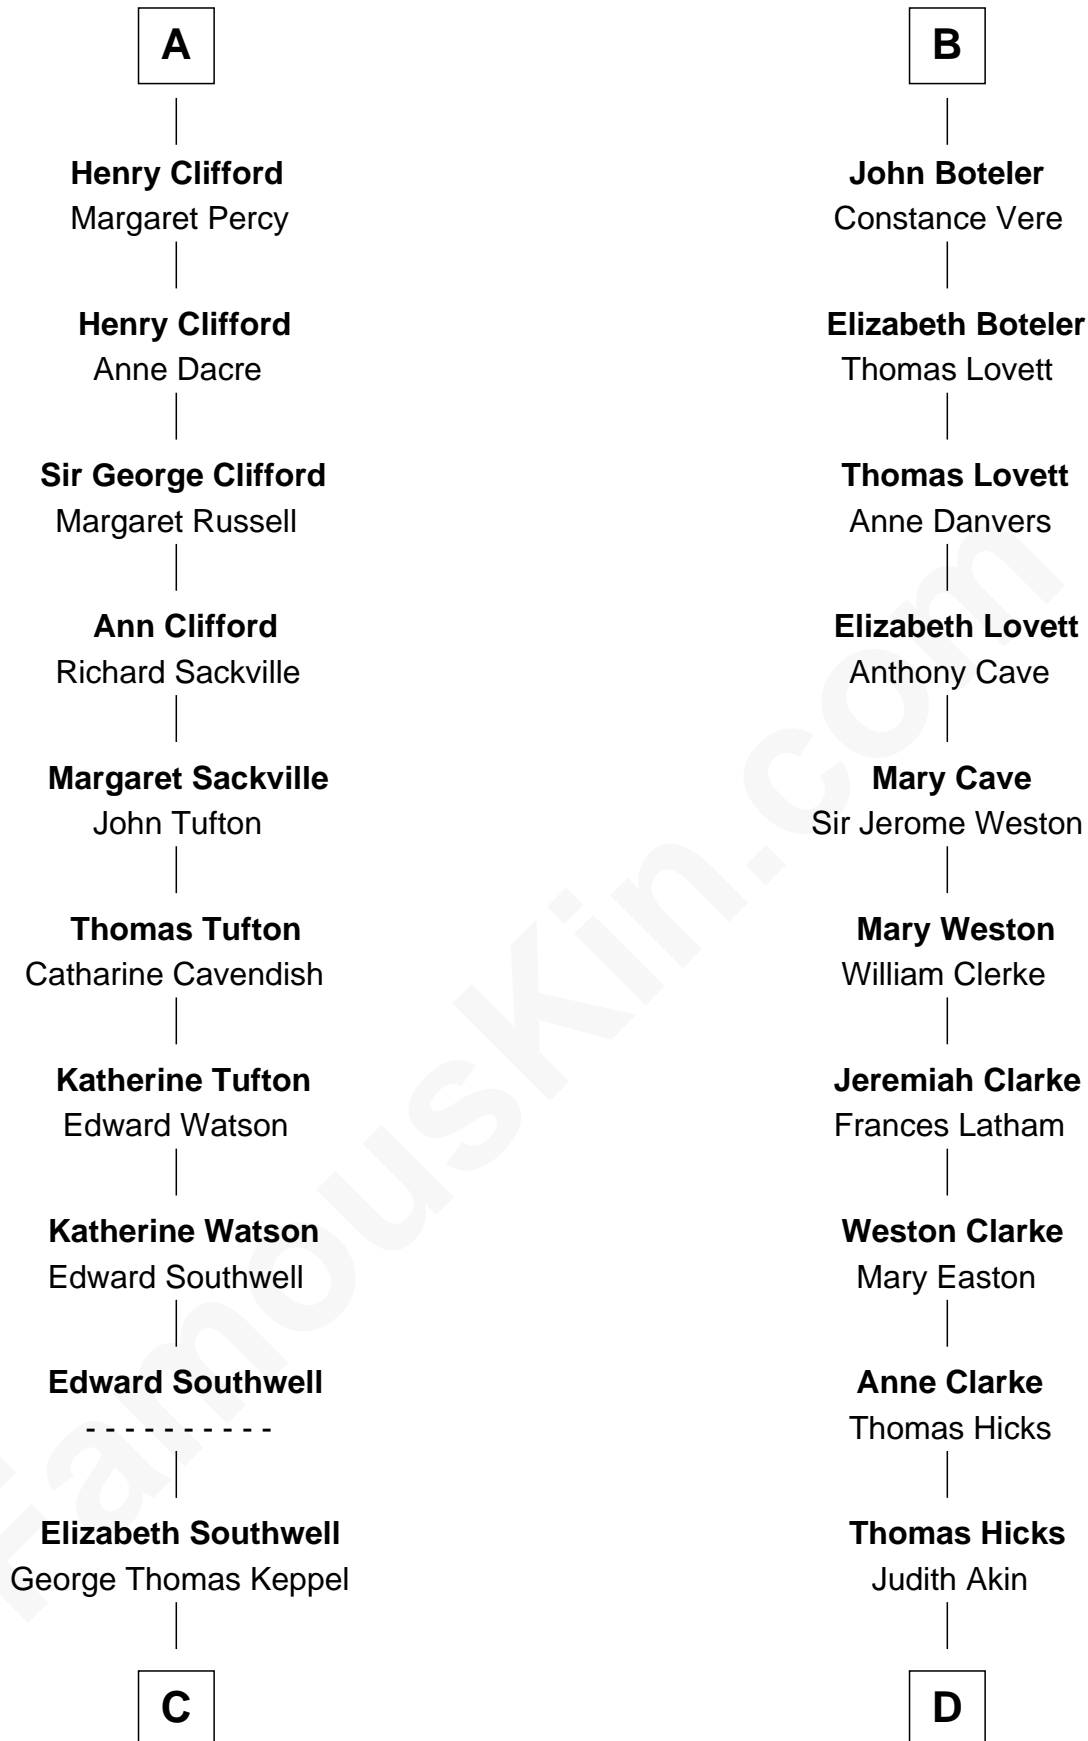 A
Henry Clifford
Margaret Percy
Henry Clifford
Anne Dacre
Sir George Clifford
Margaret Russell
Ann Clifford
Richard Sackville
Margaret Sackville
John Tufton
Thomas Tufton
Catharine Cavendish
Katherine Tufton
Edward Watson
Katherine Watson
Edward Southwell
Edward Southwell
- - - - - - - - - -
Elizabeth Southwell
George Thomas Keppel
C
B
John Boteler
Constance Vere
Elizabeth Boteler
Thomas Lovett
Thomas Lovett
Anne Danvers
Elizabeth Lovett
Anthony Cave
Mary Cave
Sir Jerome Weston
Mary Weston
William Clerke
Jeremiah Clarke
Frances Latham
Weston Clarke
Mary Easton
Anne Clarke
Thomas Hicks
Thomas Hicks
Judith Akin
D
FamousKin.com